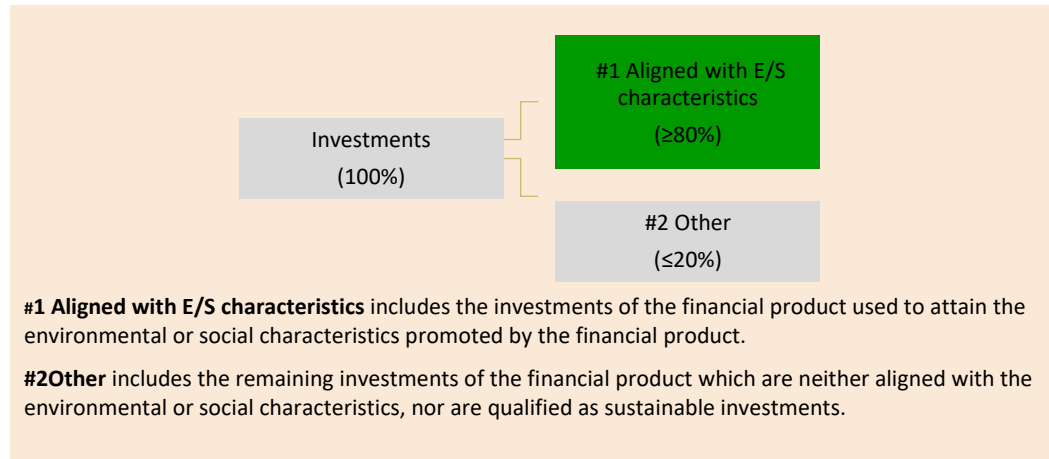 #1 Aligned with E/S
characteristics
(≥80%)
Investments
(100%)
#2 Other
(≤20%)
#1 Aligned with E/S characteristics includes the investments of the financial product used to attain the
environmental or social characteristics promoted by the financial product.
#2Other includes the remaining investments of the financial product which are neither aligned with the
environmental or social characteristics, nor are qualified as sustainable investments.